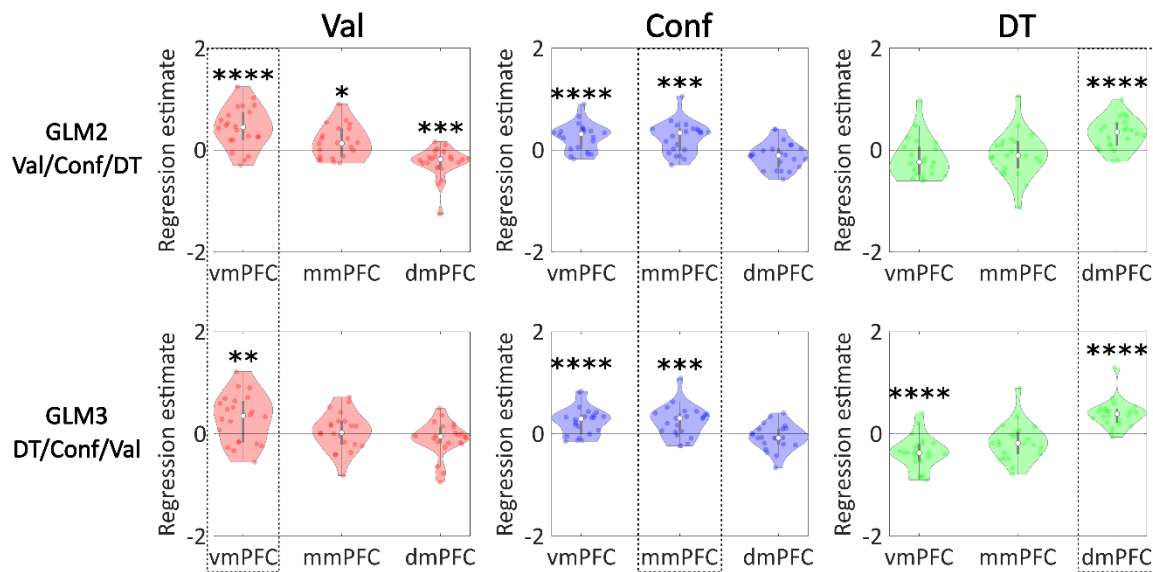 Val Conf DT
GLM2
Val/Conf/DT
Regression estimate
2
0
-2
**** * ***
vmPFC mmPFC dmPFC
Regression estimate
2
0
-2
**** ***
vmPFC mmPFC dmPFC
Regression estimate
2
0
-2
****
vmPFC mmPFC dmPFC
GLM3
DT/Conf/Val
Regression estimate
2
0
-2
**
vmPFC mmPFC dmPFC
Regression estimate
2
0
-2
**** ***
vmPFC mmPFC dmPFC
Regression estimate
2
0
-2
**** ****
vmPFC mmPFC dmPFC